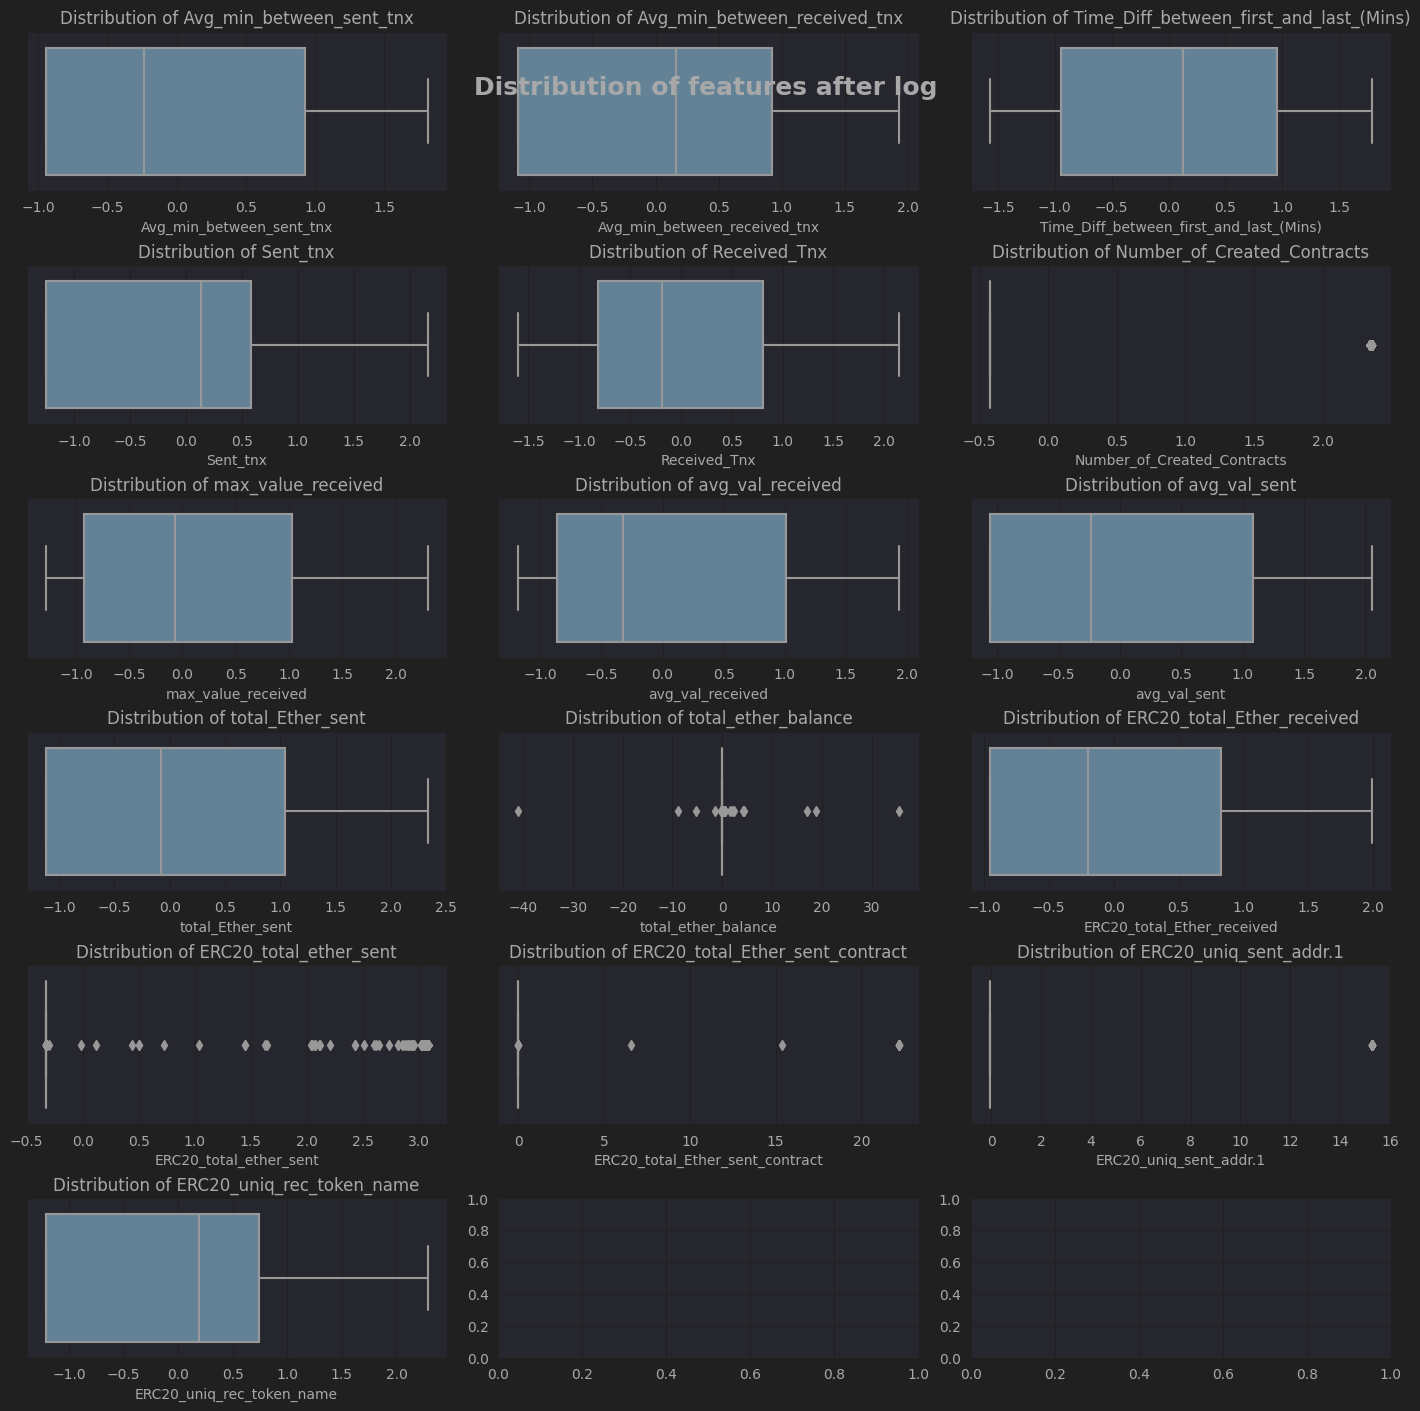 Distribution of Avg_min_between_sent_tnx
Distribution of Avg_min_between_received_tnx
Distribution of Time_Diff_between_first_and_last_(Mins)
Distribution of features after log
−1.0 −0.5 0.0 0.5 1.0 1.5
−1.0 −0.5 0.0 0.5 1.0 1.5 2.0
−1.5 −1.0 −0.5 0.0 0.5 1.0 1.5
Avg_min_between_sent_tnx
Avg_min_between_received_tnx
Time_Diff_between_first_and_last_(Mins)
Distribution of Sent_tnx
Distribution of Received_Tnx
Distribution of Number_of_Created_Contracts
−1.0 −0.5 0.0 0.5 1.0 1.5 2.0
−1.5 −1.0 −0.5 0.0 0.5 1.0 1.5 2.0
−0.5 0.0 0.5 1.0 1.5 2.0
Sent_tnx
Received_Tnx
Number_of_Created_Contracts
Distribution of max_value_received
Distribution of avg_val_received
Distribution of avg_val_sent
−1.0 −0.5 0.0 0.5 1.0 1.5 2.0
−1.0 −0.5 0.0 0.5 1.0 1.5 2.0
−1.0 −0.5 0.0 0.5 1.0 1.5 2.0
max_value_received
avg_val_received
avg_val_sent
Distribution of total_Ether_sent
Distribution of total_ether_balance
Distribution of ERC20_total_Ether_received
−1.0 −0.5 0.0 0.5 1.0 1.5 2.0 2.5
−40 −30 −20 −10 0 10 20 30
−1.0 −0.5 0.0 0.5 1.0 1.5 2.0
total_Ether_sent
total_ether_balance
ERC20_total_Ether_received
Distribution of ERC20_total_ether_sent
Distribution of ERC20_total_Ether_sent_contract
Distribution of ERC20_uniq_sent_addr.1
−0.5 0.0 0.5 1.0 1.5 2.0 2.5 3.0
0 5 10 15 20
0 2 4 6 8 10 12 14 16
ERC20_total_ether_sent
ERC20_total_Ether_sent_contract
ERC20_uniq_sent_addr.1
Distribution of ERC20_uniq_rec_token_name
−1.0 −0.5 0.0 0.5 1.0 1.5 2.0
ERC20_uniq_rec_token_name
1.0
0.8
0.6
0.4
0.2
0.0
0.0 0.2 0.4 0.6 0.8 1.0
1.0
0.8
0.6
0.4
0.2
0.0
0.0 0.2 0.4 0.6 0.8 1.0